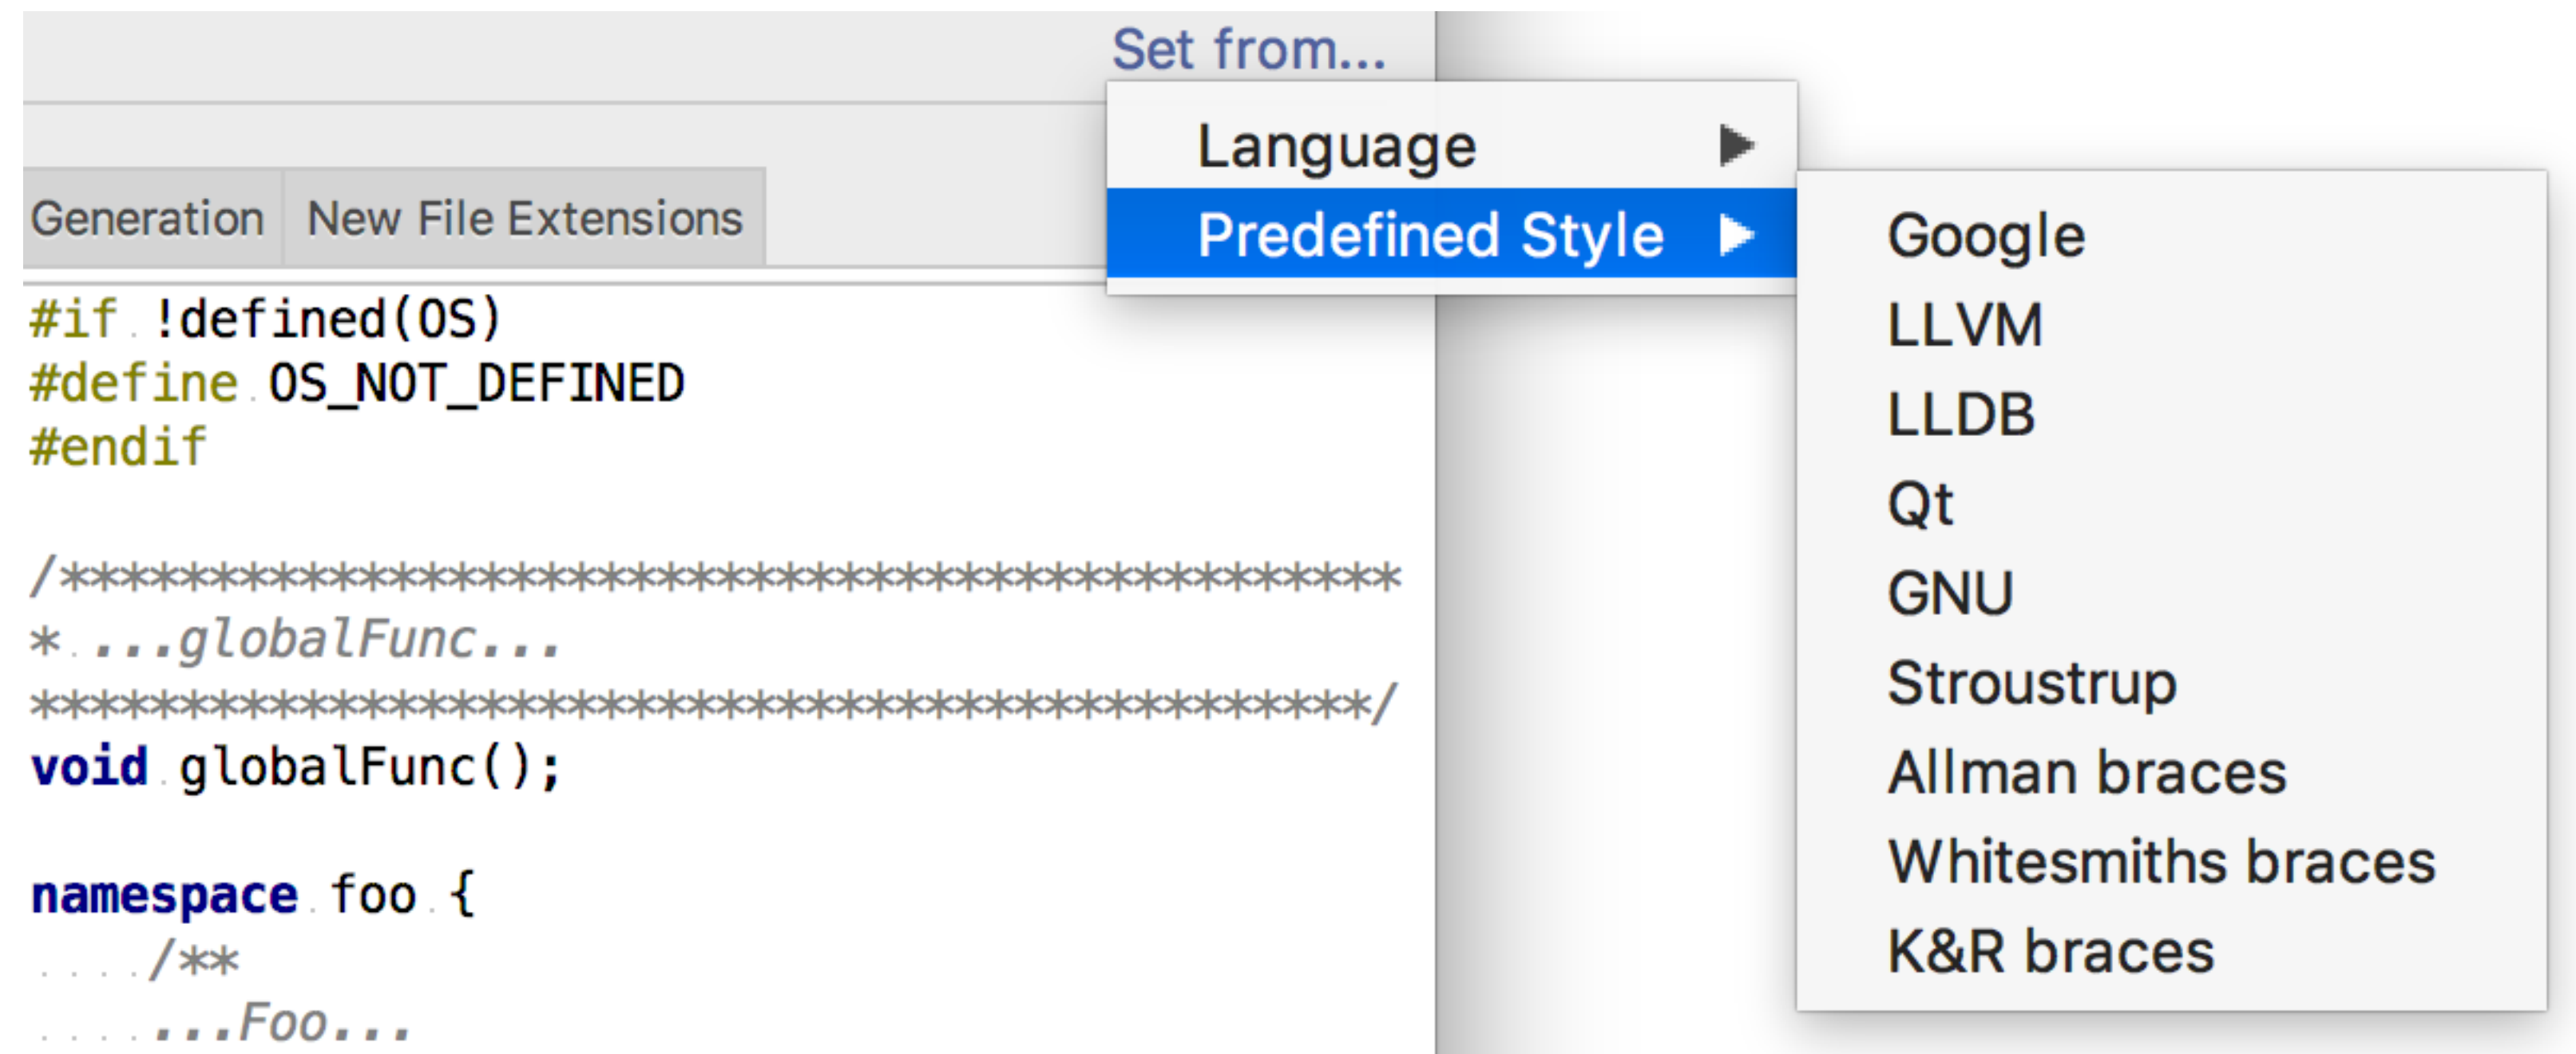 Set from...
Language
Predefined Style
Google
LLVM
LLDB
Qt
GNU
Stroustrup
Allman braces
Whitesmiths braces
K&R braces
Generation
New File Extensions
#if !defined(OS)
#define OS_NOT_DEFINED
#endif
/*********************************************
* ...globalFunc...
*********************************************/
void globalFunc();
namespace foo {
/**
...Foo...